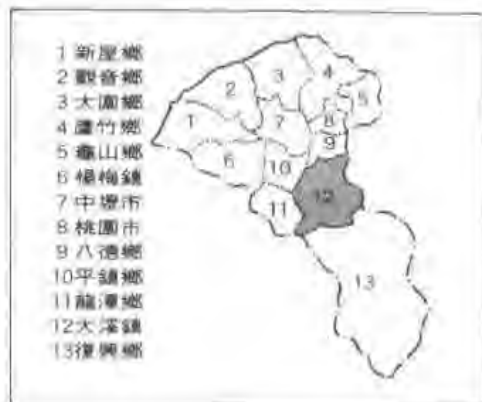 1 新屋鄉
2 觀音鄉
3 大園鄉
4 蘆竹鄉
5 龜山鄉
6 楊梅鎮
7 中壢市
8 桃園市
9 八德鄉
10 平鎮鄉
11 龍潭鄉
12 大溪鎮
13 復興鄉
1
2
3
4
5
6
7
8
9
10
11
12
13